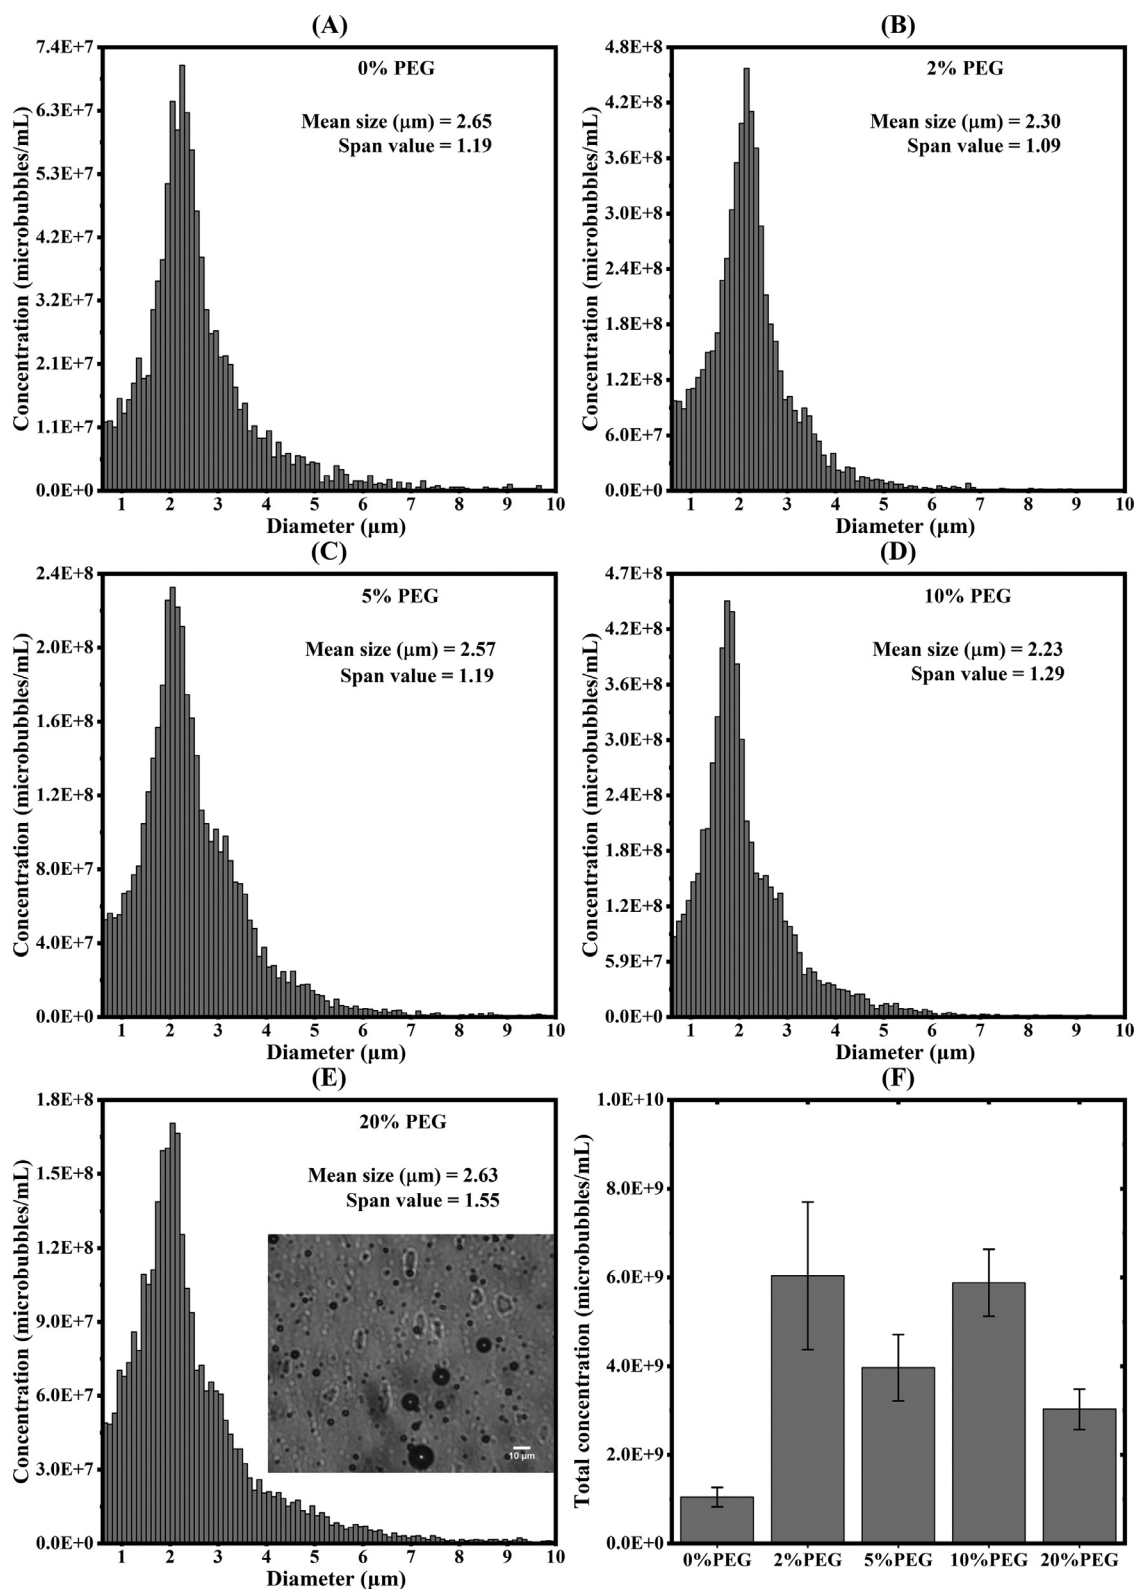 (A)
7.4E+7
6.3E+7
5.3E+7
4.2E+7
3.2E+7
2.1E+7
1.1E+7
0.0E+0
Concentration (microbubbles/mL)
0% PEG
Mean size (μm) = 2.65
Span value = 1.19
1 2 3 4 5 6 7 8 9 10
Diameter (μm)
(B)
4.8E+8
4.2E+8
3.6E+8
3.0E+8
2.4E+8
1.8E+8
1.2E+8
6.0E+7
0.0E+0
Concentration (microbubbles/mL)
2% PEG
Mean size (μm) = 2.30
Span value = 1.09
1 2 3 4 5 6 7 8 9 10
Diameter (μm)
(C)
2.4E+8
2.0E+8
1.6E+8
1.2E+8
8.0E+7
4.0E+7
0.0E+0
Concentration (microbubbles/mL)
5% PEG
Mean size (μm) = 2.57
Span value = 1.19
1 2 3 4 5 6 7 8 9 10
Diameter (μm)
(D)
4.7E+8
4.2E+8
3.6E+8
3.0E+8
2.4E+8
1.8E+8
1.2E+8
5.9E+7
0.0E+0
Concentration (microbubbles/mL)
10% PEG
Mean size (μm) = 2.23
Span value = 1.29
1 2 3 4 5 6 7 8 9 10
Diameter (μm)
(E)
1.8E+8
1.5E+8
1.2E+8
9.0E+7
6.0E+7
3.0E+7
0.0E+0
Concentration (microbubbles/mL)
20% PEG
Mean size (μm) = 2.63
Span value = 1.55
10 μm
1 2 3 4 5 6 7 8 9 10
Diameter (μm)
(F)
1.0E+10
8.0E+9
6.0E+9
4.0E+9
2.0E+9
0.0E+0
Total concentration (microbubbles/mL)
0%PEG 2%PEG 5%PEG 10%PEG 20%PEG